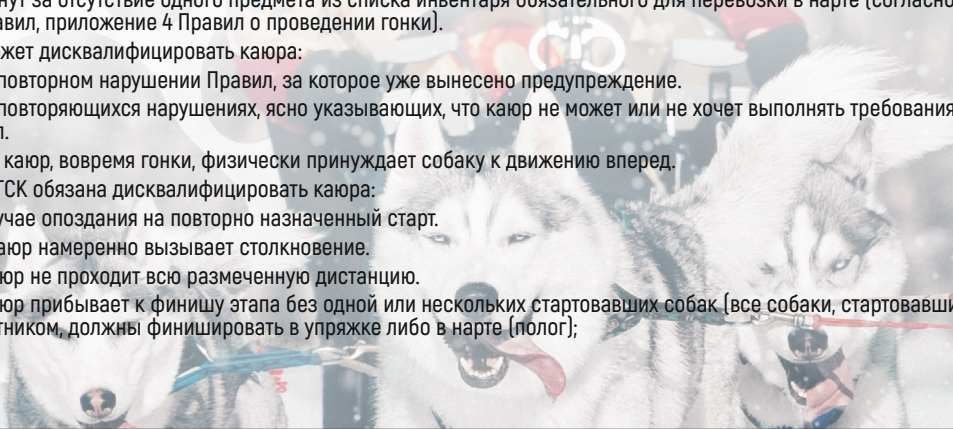 нут за отсутствие одного предмета из списка инвентаря обязательного для перевозки в нарте (согласно
авил, приложение 4 Правил о проведении гонки).
жет дисквалифицировать каюра:
повторном нарушении Правил, за которое уже вынесено предупреждение.
повторяющихся нарушениях, ясно указывающих, что каюр не может или не хочет выполнять требования
л.
каюр, вовремя гонки, физически принуждает собаку к движению вперед.
ГСК обязана дисквалифицировать каюра:
учае опоздания на повторно назначенный старт.
аюр намеренно вызывает столкновение.
юр не проходит всю размеченную дистанцию.
юр прибывает к финишу этапа без одной или нескольких стартовавших собак (все собаки, стартовавши
тником, должны финишировать в упряжке либо в нарте (полог);